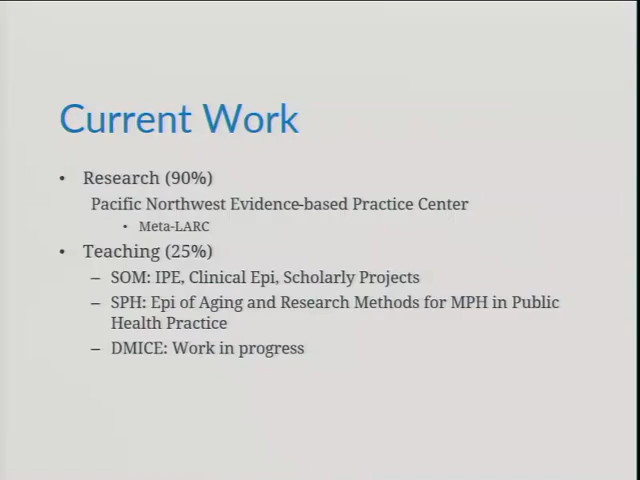 Current Work
• Research (90%)
Pacific Northwest Evidence-based Practice Center
• Meta-LARC
• Teaching (25%)
– SOM: IPE, Clinical Epi, Scholarly Projects
– SPH: Epi of Aging and Research Methods for MPH in Public
Health Practice
– DMICE: Work in progress